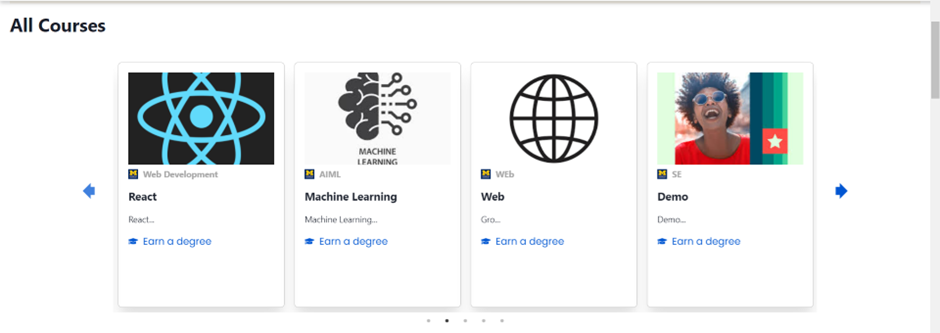 All Courses
MACHINE
LEARNING
Web Development
React
React...
Earn a degree
AIML
Machine Learning
Machine Learning...
Earn a degree
WEb
Web
Gro...
Earn a degree
SE
Demo
Demo...
Earn a degree